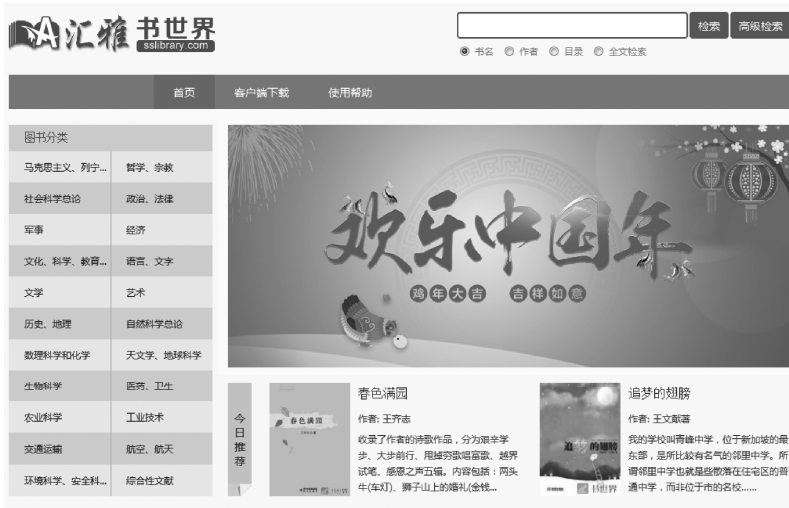 汇雅 书世界
sslibrary.com
检索 高级检索
书名 作者 目录 全文检索
首页 客户端下载 使用帮助
图书分类
马克思主义、列宁... 哲学、宗教
社会科学总论 政治、法律
军事 经济
文化、科学、教育... 语言、文字
文学 艺术
历史、地理 自然科学总论
数理科学和化学 天文学、地球科学
生物科学 医药、卫生
农业科学 工业技术
交通运输 航空、航天
环境科学、安全科... 综合性文献
欢乐中国年
鸡年大吉 吉祥如意
今日推荐
春色满园
书世界
春色满园
作者: 王齐志
收录了作者的诗歌作品，分为艰辛学
步、大步前行、甩掉穷歌唱富歌、越界
试笔、感恩之声五辑。内容包括：两头
牛(车灯)、狮子山上的婚礼(金钱...
追梦的翅膀
书世界
追梦的翅膀
作者: 王文献著
我的学校叫青峰中学，位于新加坡的最
东部，是所比较有名气的邻里中学。所
谓邻里中学也就是些散落在住宅区的普
通中学，而非位于市的名校......